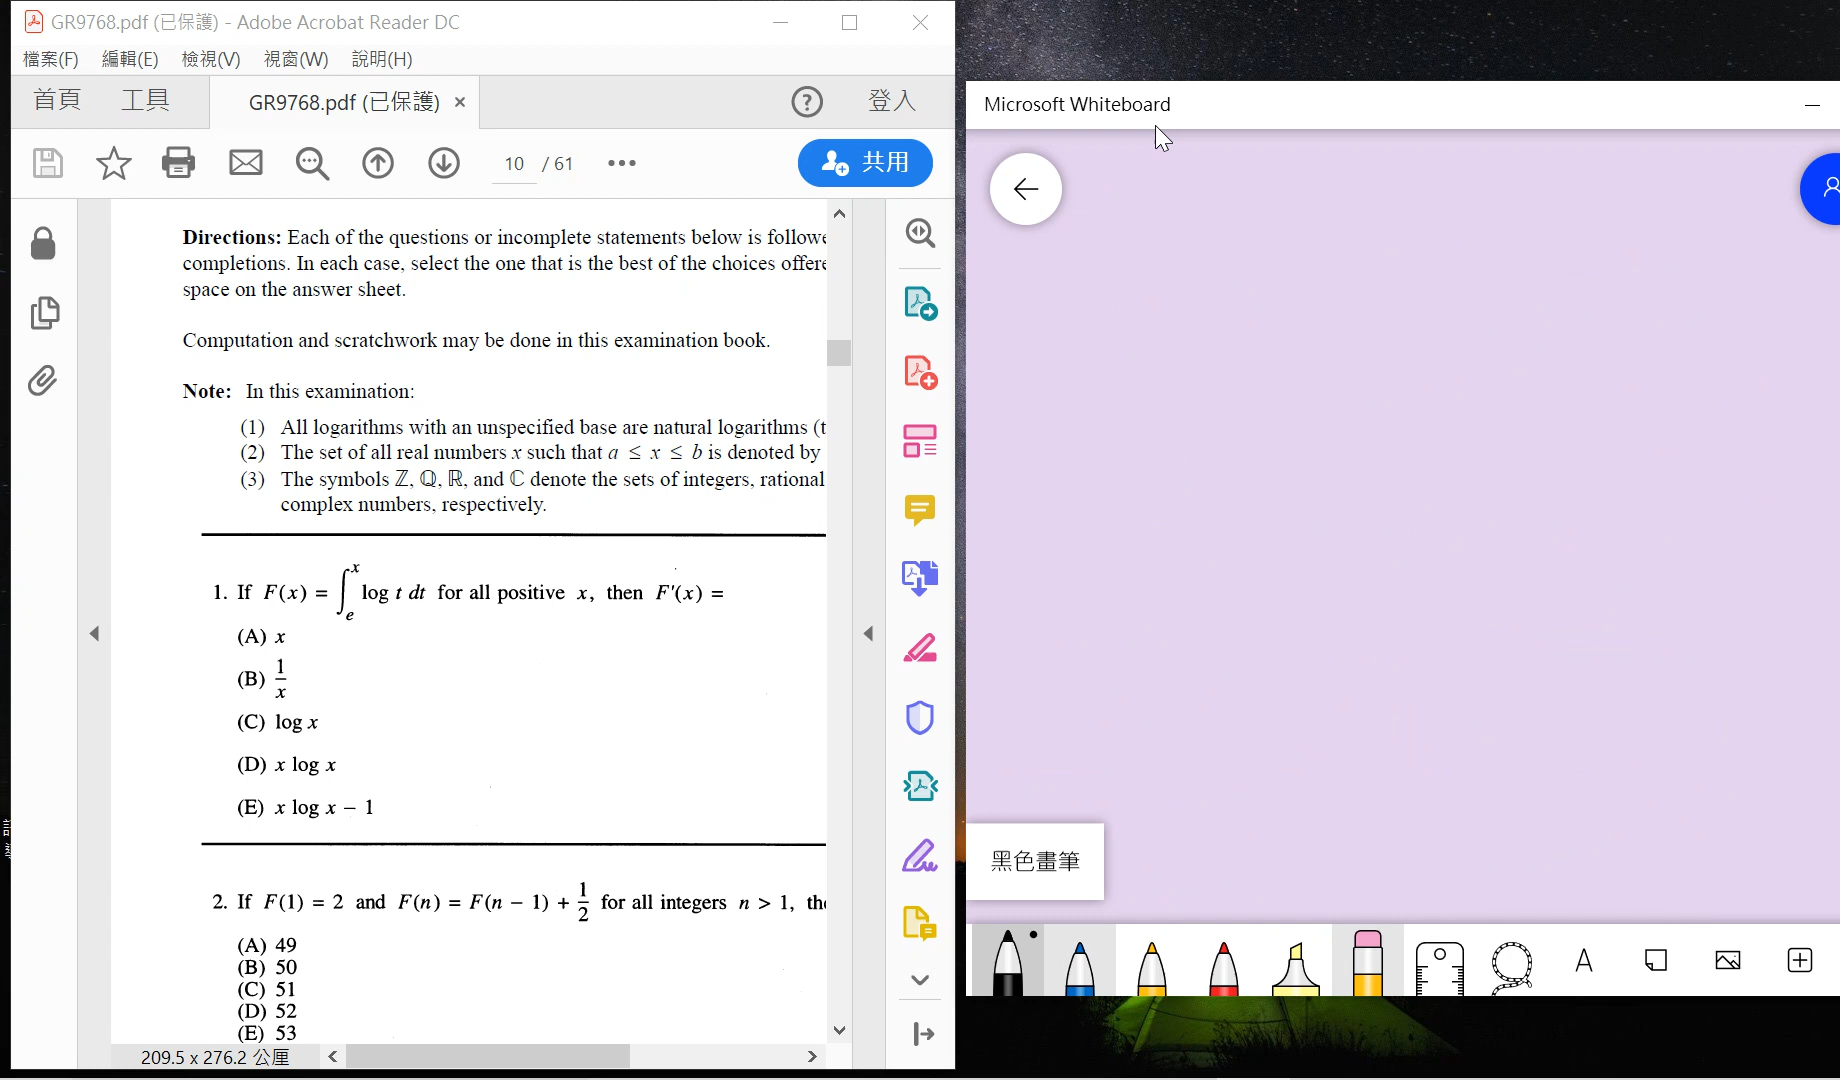 GR9768.pdf (已保護) - Adobe Acrobat Reader DC
檔案(F) 編輯(E) 檢視(V) 視窗(W) 說明(H)
首頁 工具 GR9768.pdf (已保護) × 登入
10 / 61 共用
Directions: Each of the questions or incomplete statements below is followe
completions. In each case, select the one that is the best of the choices offere
space on the answer sheet.
Computation and scratchwork may be done in this examination book.
Note: In this examination:
(1) All logarithms with an unspecified base are natural logarithms (t
(2) The set of all real numbers x such that a ≤ x ≤ b is denoted by
(3) The symbols ℤ, ℚ, ℝ, and ℂ denote the sets of integers, rational
complex numbers, respectively.
1. If F(x) = ∫_e^x log t dt for all positive x, then F'(x) =
(A) x
(B) 1/x
(C) log x
(D) x log x
(E) x log x − 1
2. If F(1) = 2 and F(n) = F(n − 1) + 1/2 for all integers n > 1, the
(A) 49
(B) 50
(C) 51
(D) 52
(E) 53
209.5 x 276.2 公厘
Microsoft Whiteboard
黑色畫筆